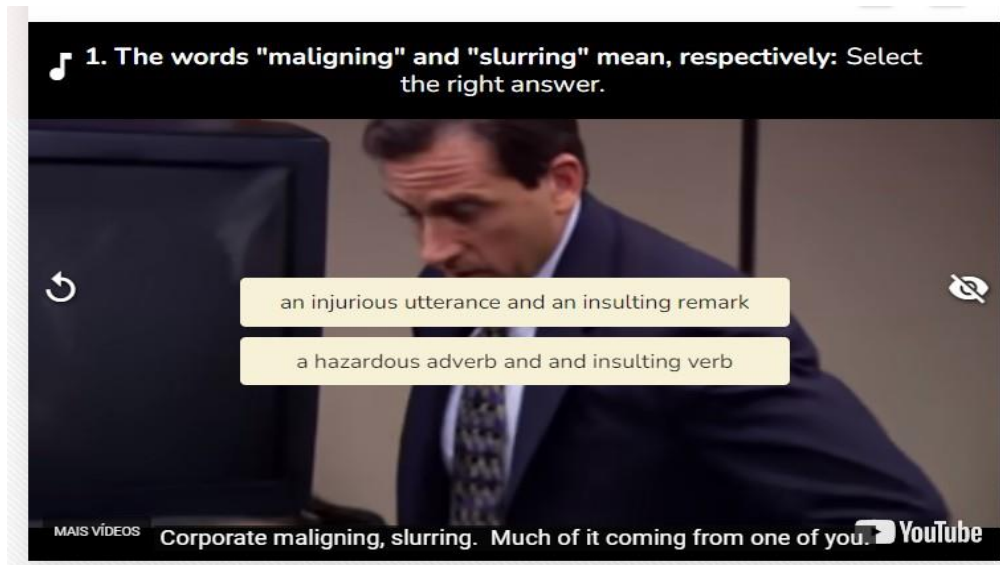 1. The words "maligning" and "slurring" mean, respectively: Select
the right answer.
an injurious utterance and an insulting remark
a hazardous adverb and and insulting verb
MAIS VÍDEOS
Corporate maligning, slurring. Much of it coming from one of you.
YouTube